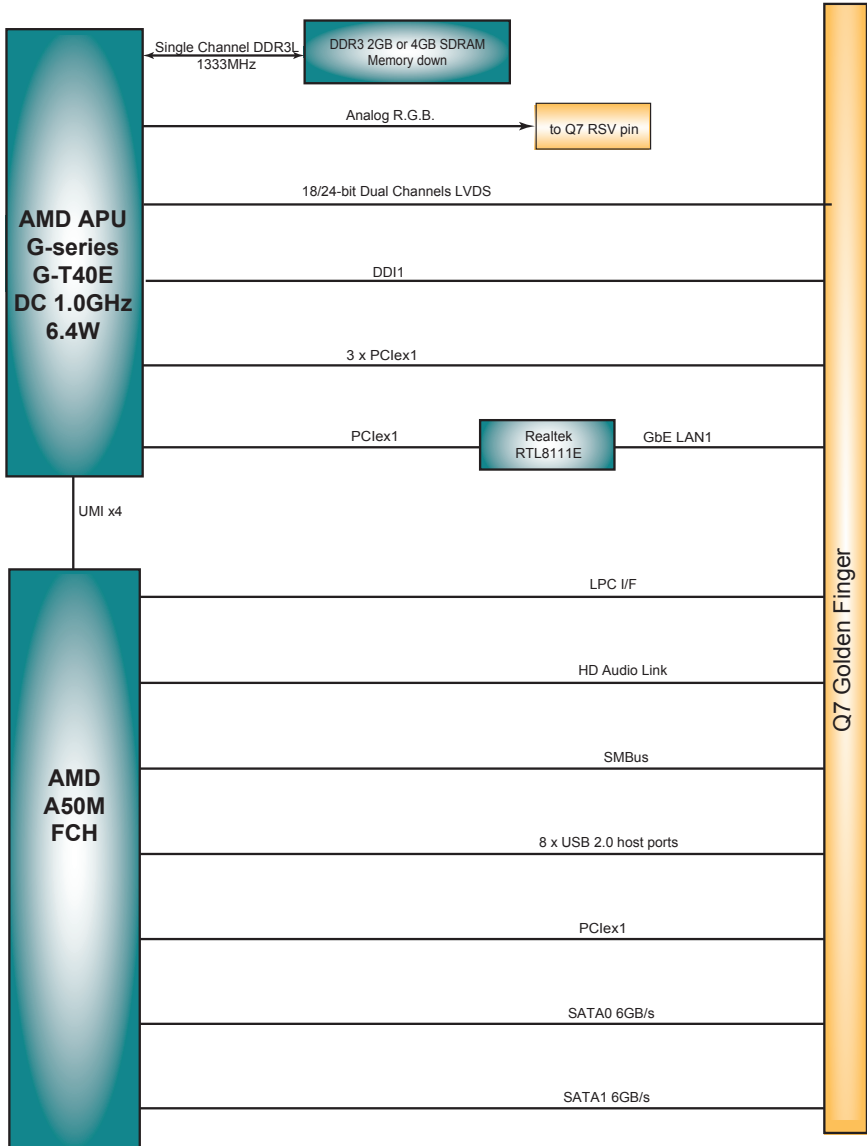 Single Channel DDR3L
1333MHz
DDR3 2GB or 4GB SDRAM
Memory down
Analog R.G.B.
to Q7 RSV pin
18/24-bit Dual Channels LVDS
AMD APU
G-series
G-T40E
DC 1.0GHz
6.4W
DDI1
3 x PCIex1
PCIex1
Realtek
RTL8111E
GbE LAN1
UMI x4
Q7 Golden Finger
LPC I/F
HD Audio Link
SMBus
AMD
A50M
FCH
8 x USB 2.0 host ports
PCIex1
SATA0 6GB/s
SATA1 6GB/s